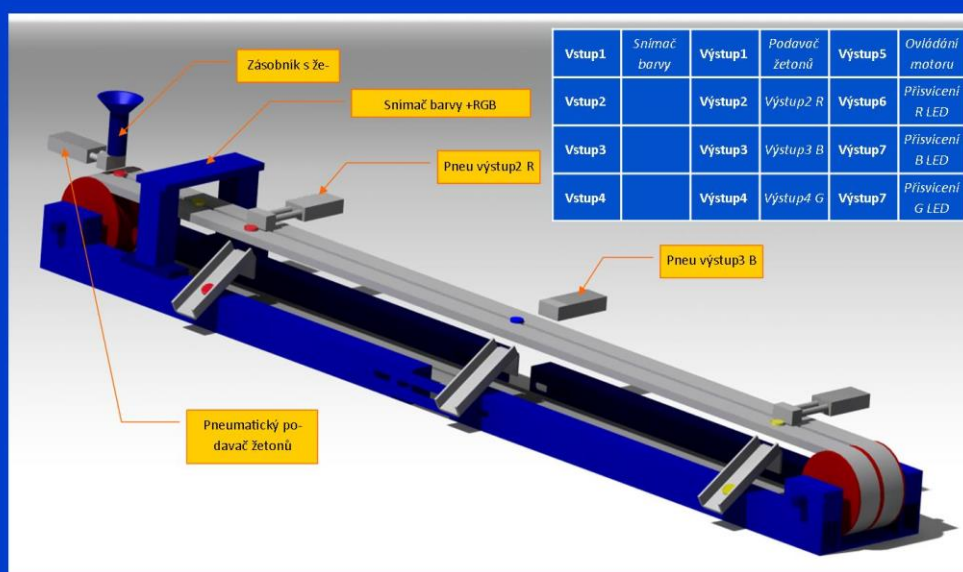 Vstup1 Snímač barvy Výstup1 Podavač žetonů Výstup5 Ovládání motoru
Vstup2 Výstup2 Výstup2 R Výstup6 Přisvicení R LED
Vstup3 Výstup3 Výstup3 B Výstup7 Přisvicení B LED
Vstup4 Výstup4 Výstup4 G Výstup7 Přisvicení G LED
Zásobník s že-
Snímač barvy +RGB
Pneu výstup2 R
Pneu výstup3 B
Pneumatický po-
davač žetonů